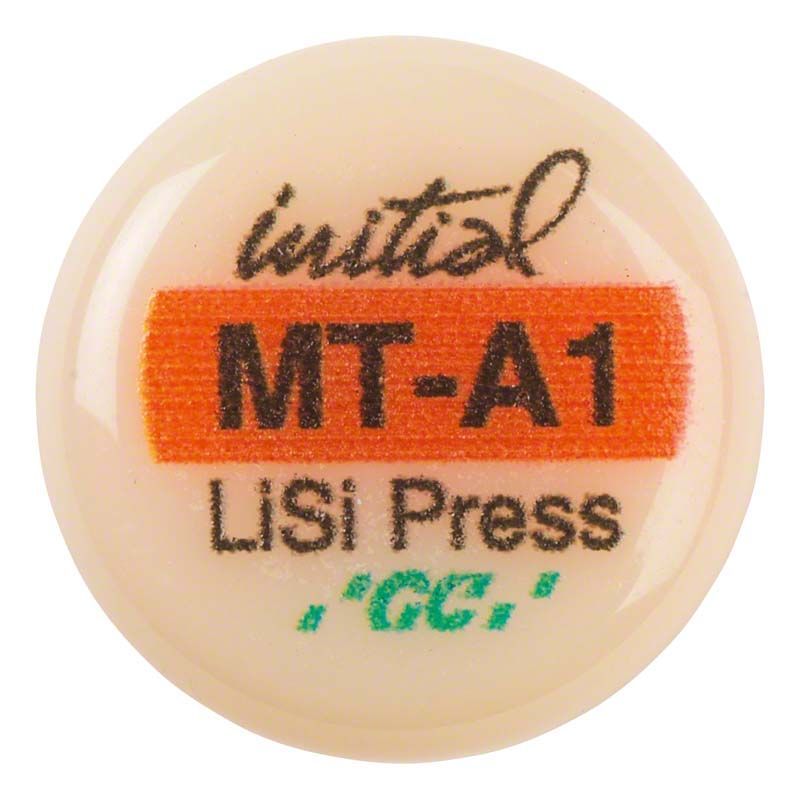 initial
MT-A1
LiSi Press
GC